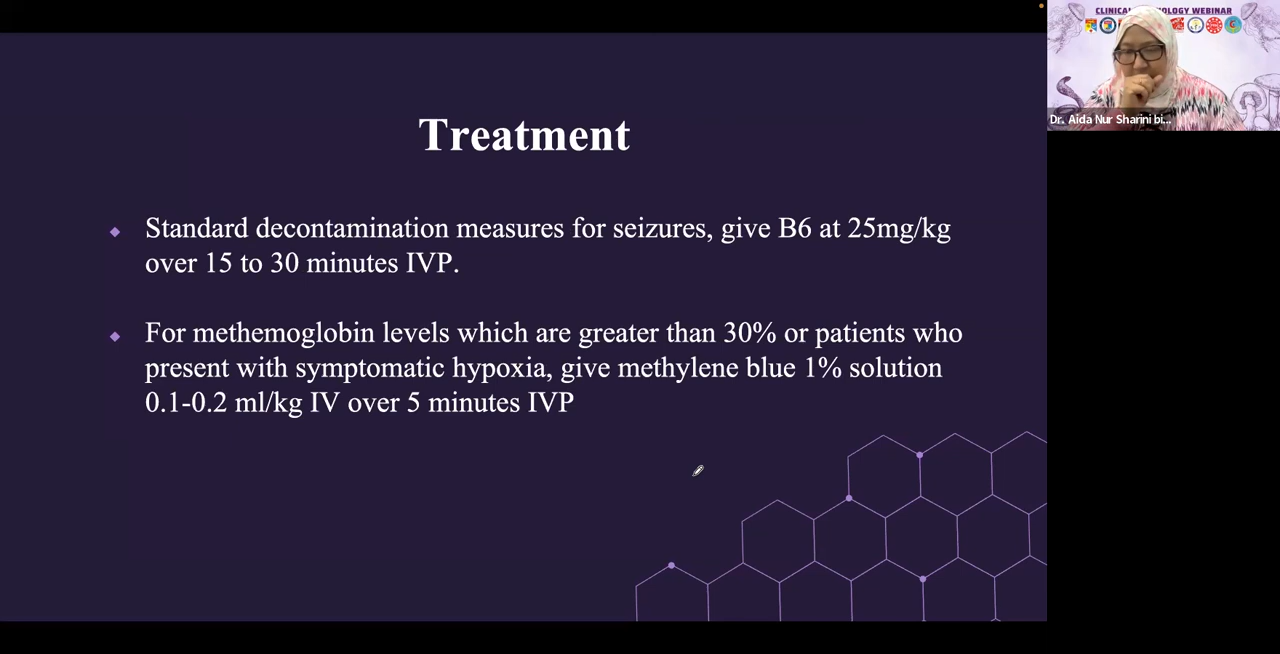 Treatment
Standard decontamination measures for seizures, give B6 at 25mg/kg
over 15 to 30 minutes IVP.
For methemoglobin levels which are greater than 30% or patients who
present with symptomatic hypoxia, give methylene blue 1% solution
0.1-0.2 ml/kg IV over 5 minutes IVP
CLINICAL OLOGY WEBINAR
Dr. Aida Nur Sharini bi...